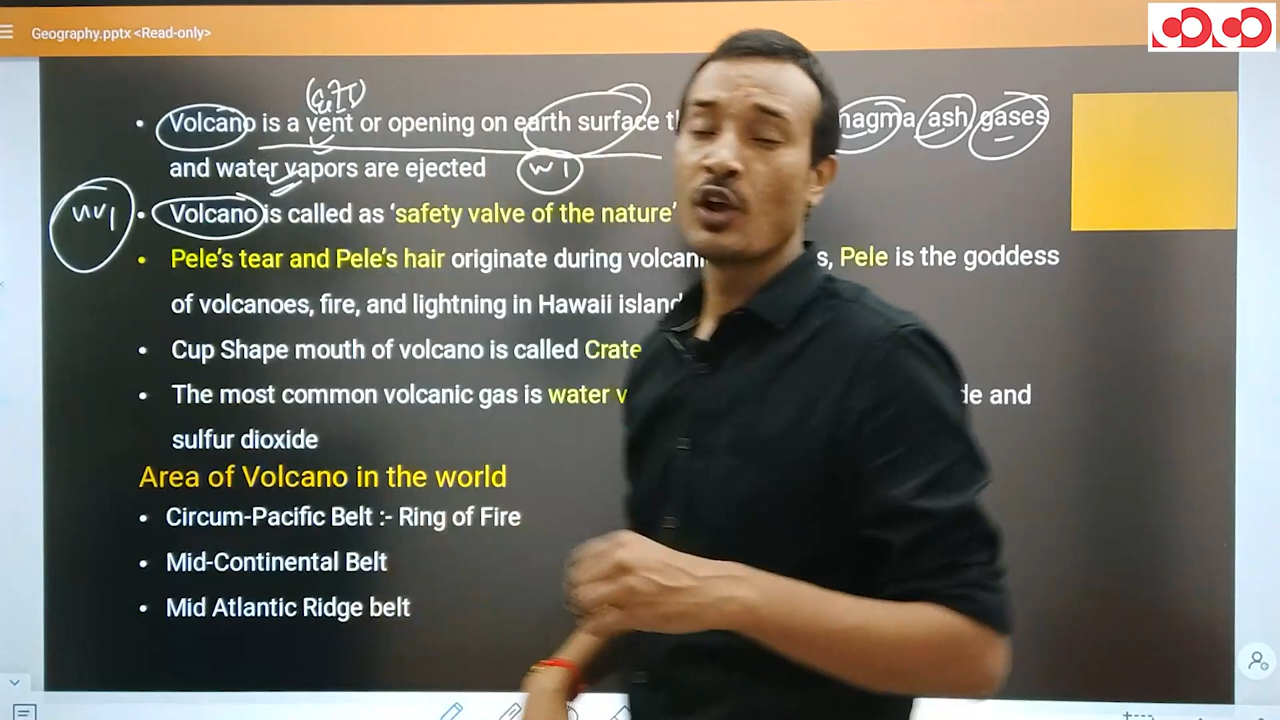 Geography.pptx <Read-only>
• Volcano is a vent or opening on earth surface magma ash gases
and water vapors are ejected
• Volcano is called as ‘safety valve of the nature’
• Pele’s tear and Pele’s hair originate during Pele is the goddess
of volcanoes, fire, and lightning in Hawaii island
• Cup Shape mouth of volcano is called Crate
• The most common volcanic gas is water and
sulfur dioxide
Area of Volcano in the world
• Circum-Pacific Belt :- Ring of Fire
• Mid-Continental Belt
• Mid Atlantic Ridge belt